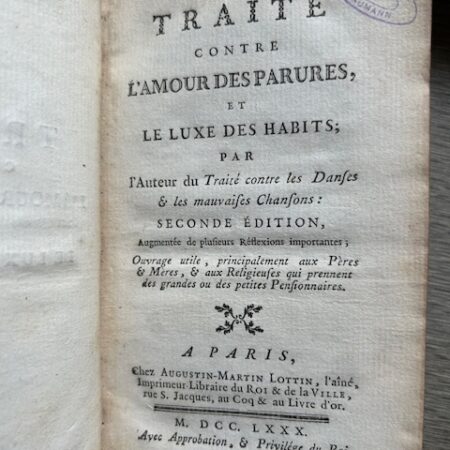 TRAITÉ
CONTRE
L'AMOUR DES PARURES,
ET
LE LUXE DES HABITS;
PAR
l'Auteur du Traité contre les Danſes
& les mauvaiſes Chanſons:
SECONDE ÉDITION,
Augmentée de pluſieurs Réflexions importantes;
Ouvrage utile, principalement aux Pères
& Mères, & aux Religieuſes qui prennent
des grandes ou des petites Penſionnaires.
A PARIS,
Chez AUGUSTIN-MARTIN LOTTIN, l'aîné,
Imprimeur-Libraire du ROI & de la VILLE,
rue S. Jacques, au Coq & au Livre d'or.
M. DCC. LXXX.
Avec Approbation, & Privilége du Roi